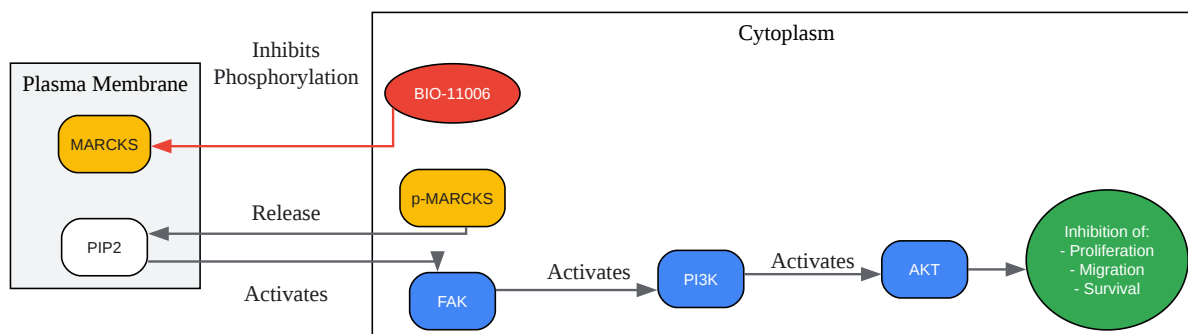 Cytoplasm
Inhibits
Phosphorylation
Plasma Membrane
BIO-11006
MARCKS
p-MARCKS
Release
PIP2
Activates
FAK
Activates
PI3K
Activates
AKT
Inhibition of:
- Proliferation
- Migration
- Survival